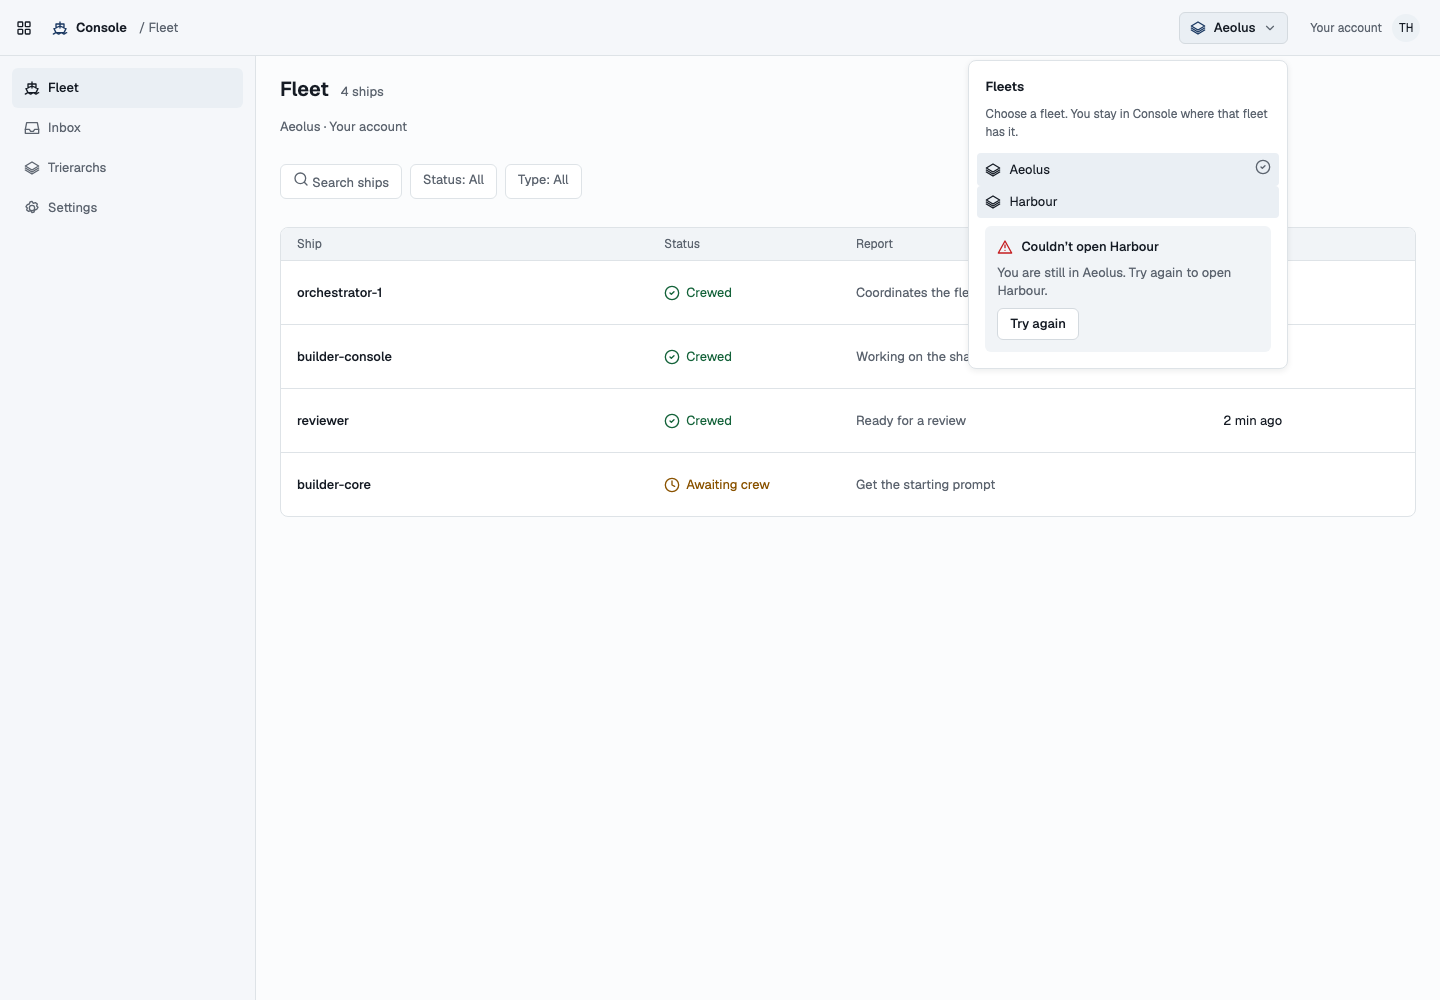 Console / Fleet
Aeolus
Your account
TH
Fleet
Inbox
Trierarchs
Settings
Fleet 4 ships
Aeolus · Your account
Search ships
Status: All
Type: All
Ship Status Report
orchestrator-1 Crewed Coordinates the fle
builder-console Crewed Working on the sha
reviewer Crewed Ready for a review 2 min ago
builder-core Awaiting crew Get the starting prompt
Fleets
Choose a fleet. You stay in Console where that fleet
has it.
Aeolus
Harbour
Couldn't open Harbour
You are still in Aeolus. Try again to open
Harbour.
Try again